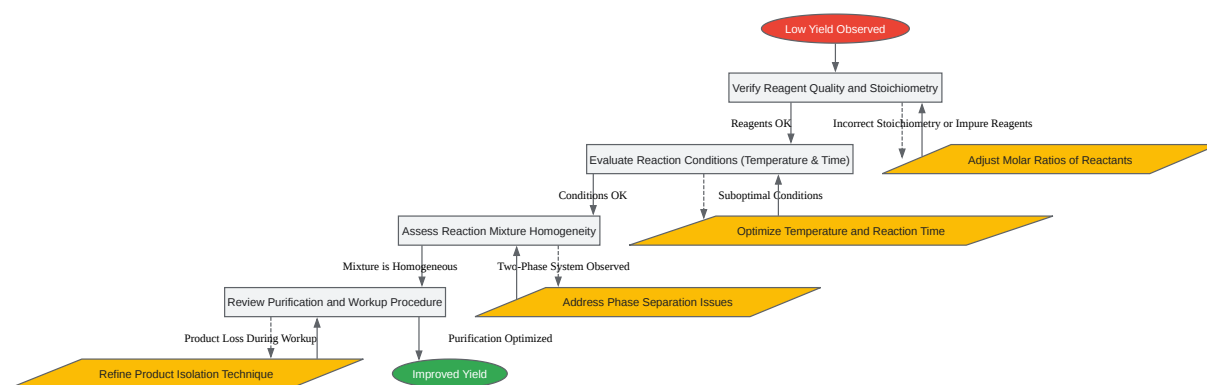 Low Yield Observed
Verify Reagent Quality and Stoichiometry
Reagents OK
Incorrect Stoichiometry or Impure Reagents
Evaluate Reaction Conditions (Temperature & Time)
Adjust Molar Ratios of Reactants
Conditions OK
Suboptimal Conditions
Assess Reaction Mixture Homogeneity
Optimize Temperature and Reaction Time
Mixture is Homogeneous
Two-Phase System Observed
Review Purification and Workup Procedure
Address Phase Separation Issues
Product Loss During Workup
Purification Optimized
Refine Product Isolation Technique
Improved Yield